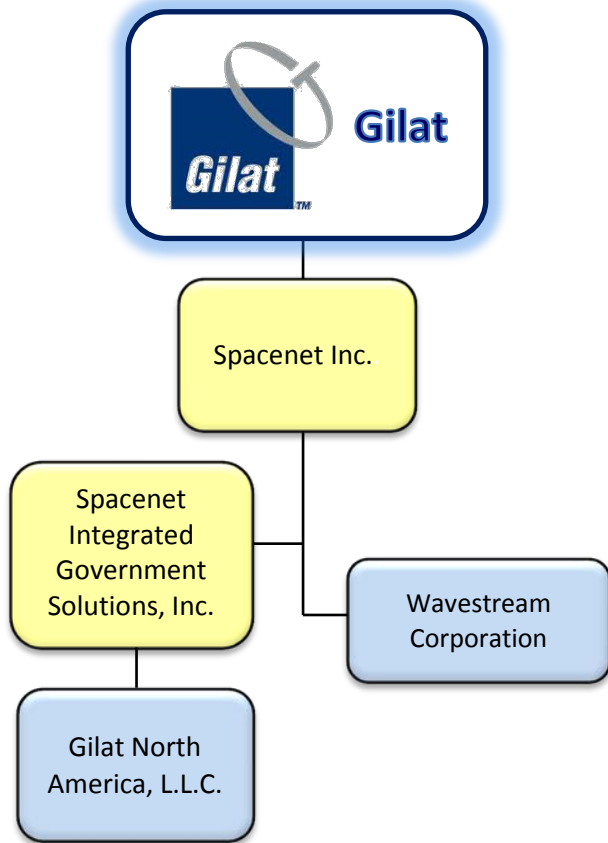 Gilat
TM
Gilat
Spacenet Inc.
Spacenet
Integrated
Government
Solutions, Inc.
Wavestream
Corporation
Gilat North
America, L.L.C.